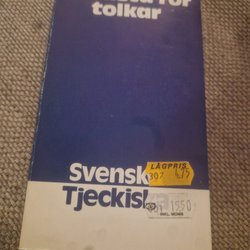 för
tolkar
Svensk
Tjeckisk
LÅGPRIS
1550
INKL. MOMS